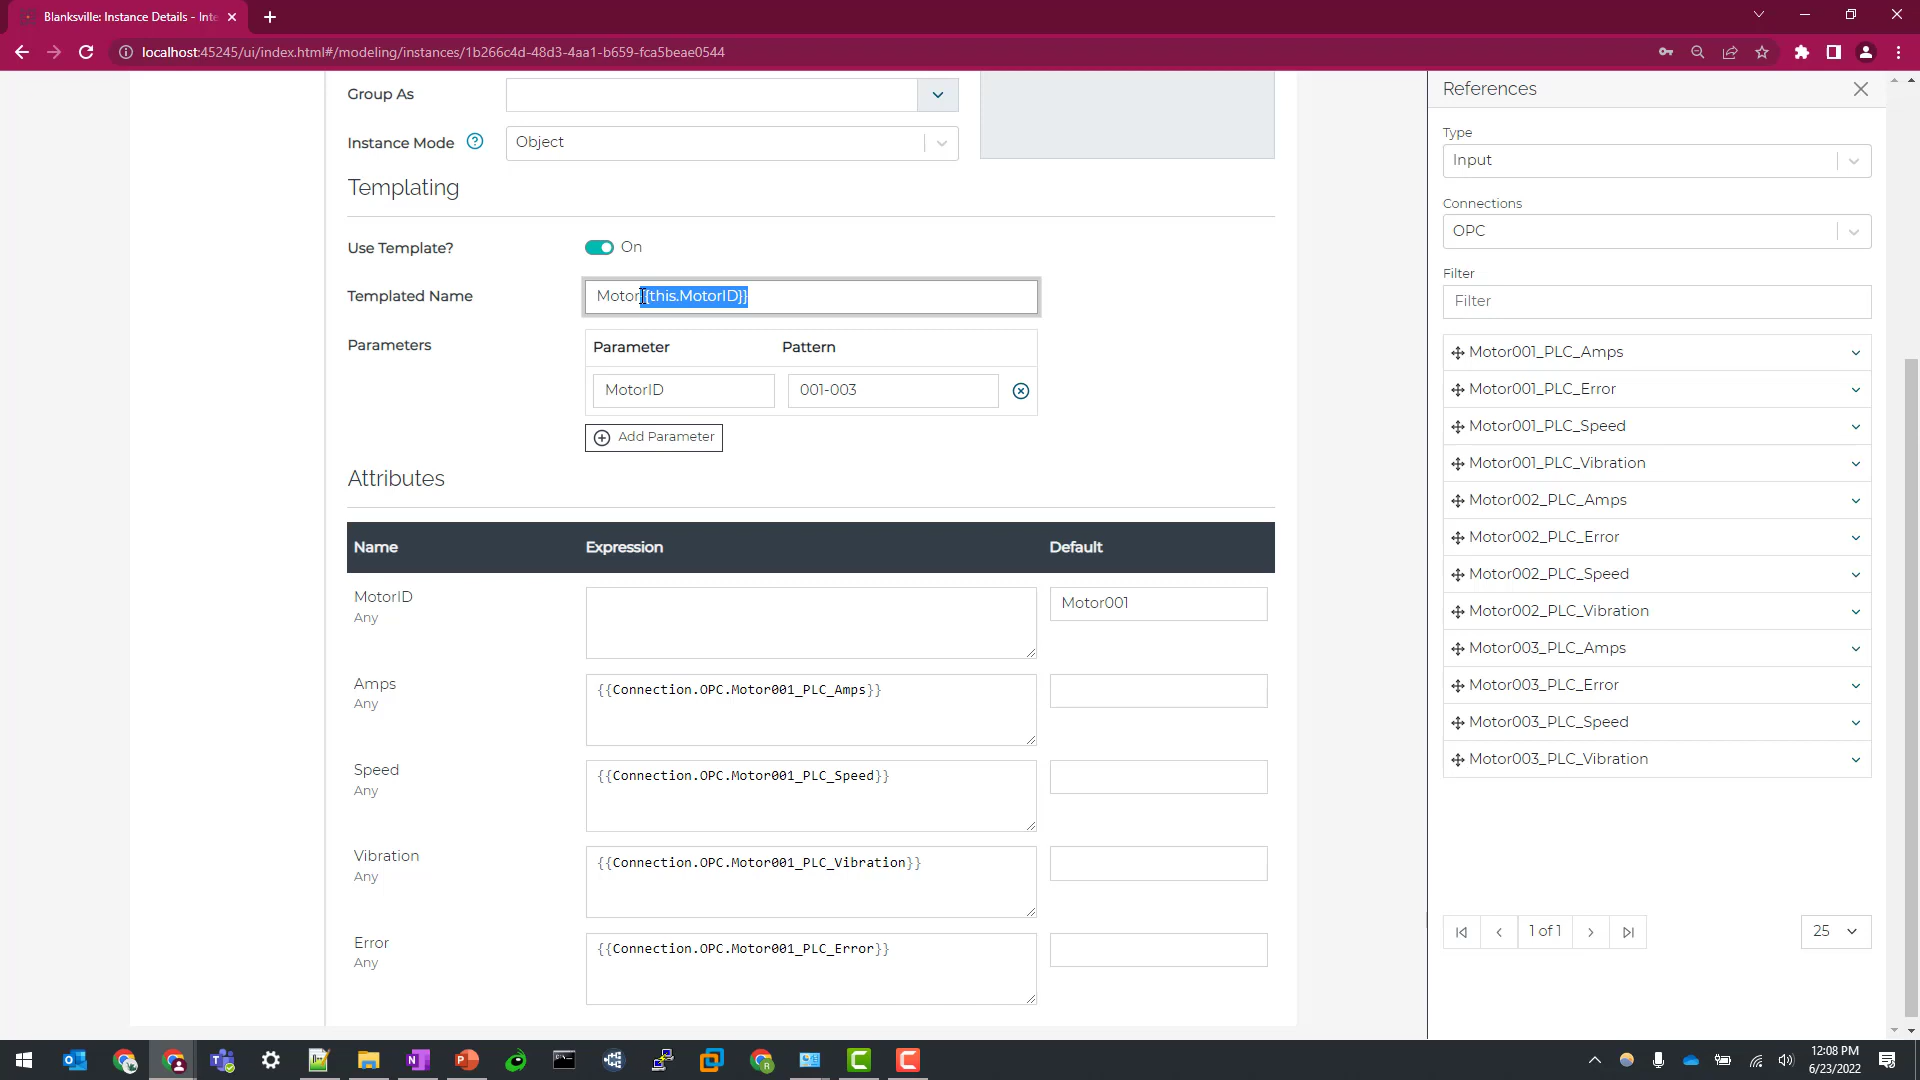 Blanksville: Instance Details - Inte
localhost:45245/ui/index.html#/modeling/instances/1b266c4d-48d3-4aa1-b659-fca5beae0544
Group As
Instance Mode
Object
Templating
Use Template?
On
Templated Name
Motor{{this.MotorID}}
Parameters
Parameter
Pattern
MotorID
001-003
Add Parameter
Attributes
Name
Expression
Default
MotorID
Any
Motor001
Amps
Any
{{Connection.OPC.Motor001_PLC_Amps}}
Speed
Any
{{Connection.OPC.Motor001_PLC_Speed}}
Vibration
Any
{{Connection.OPC.Motor001_PLC_Vibration}}
Error
Any
{{Connection.OPC.Motor001_PLC_Error}}
References
Type
Input
Connections
OPC
Filter
Filter
Motor001_PLC_Amps
Motor001_PLC_Error
Motor001_PLC_Speed
Motor001_PLC_Vibration
Motor002_PLC_Amps
Motor002_PLC_Error
Motor002_PLC_Speed
Motor002_PLC_Vibration
Motor003_PLC_Amps
Motor003_PLC_Error
Motor003_PLC_Speed
Motor003_PLC_Vibration
1 of 1
25
12:08 PM
6/23/2022